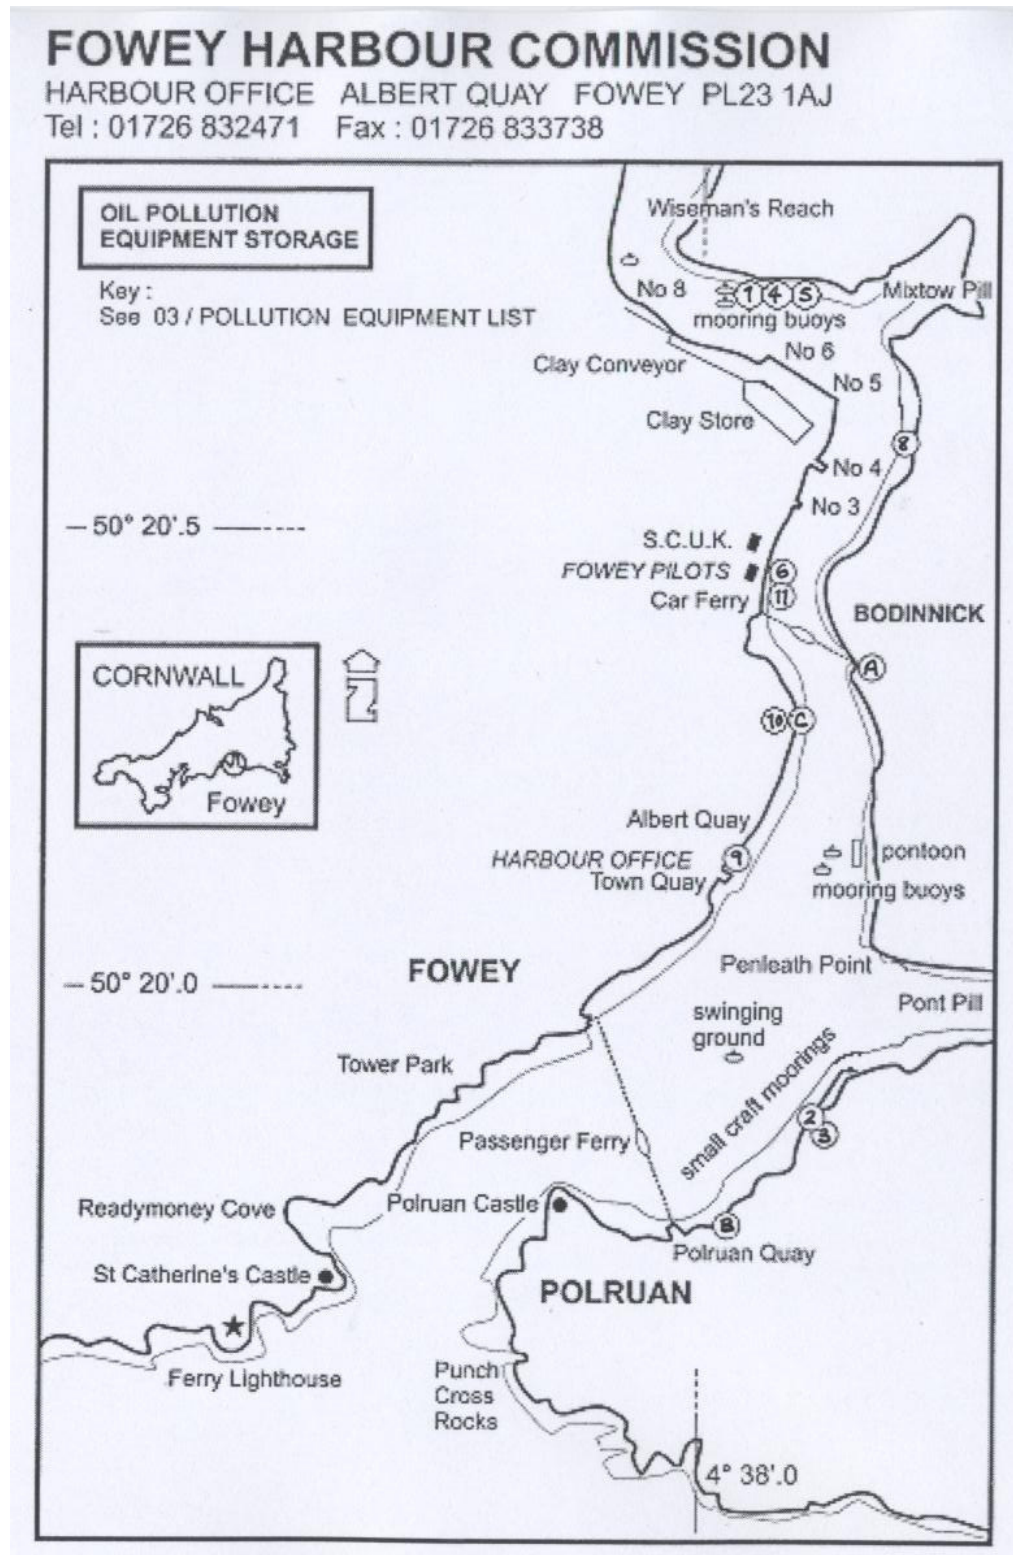 FOWEY HARBOUR COMMISSION
HARBOUR OFFICE ALBERT QUAY FOWEY PL23 1AJ
Tel : 01726 832471 Fax : 01726 833738
OIL POLLUTION
EQUIPMENT STORAGE
Key :
See 03 / POLLUTION EQUIPMENT LIST
Wiseman's Reach
No 8
1 4 5
Mixtow Pill
mooring buoys
No 6
Clay Conveyor
No 5
Clay Store
8
No 4
No 3
50° 20'.5
S.C.U.K.
FOWEY PILOTS
6
Car Ferry
11
BODINNICK
A
CORNWALL
Fowey
N
10 C
Albert Quay
HARBOUR OFFICE
9
Town Quay
pontoon
mooring buoys
FOWEY
Penleath Point
50° 20'.0
Pont Pill
swinging
ground
Tower Park
small craft moorings
2
3
Passenger Ferry
Readymoney Cove
Polruan Castle
B
Polruan Quay
St Catherine's Castle
POLRUAN
Ferry Lighthouse
Punch
Cross
Rocks
4° 38'.0